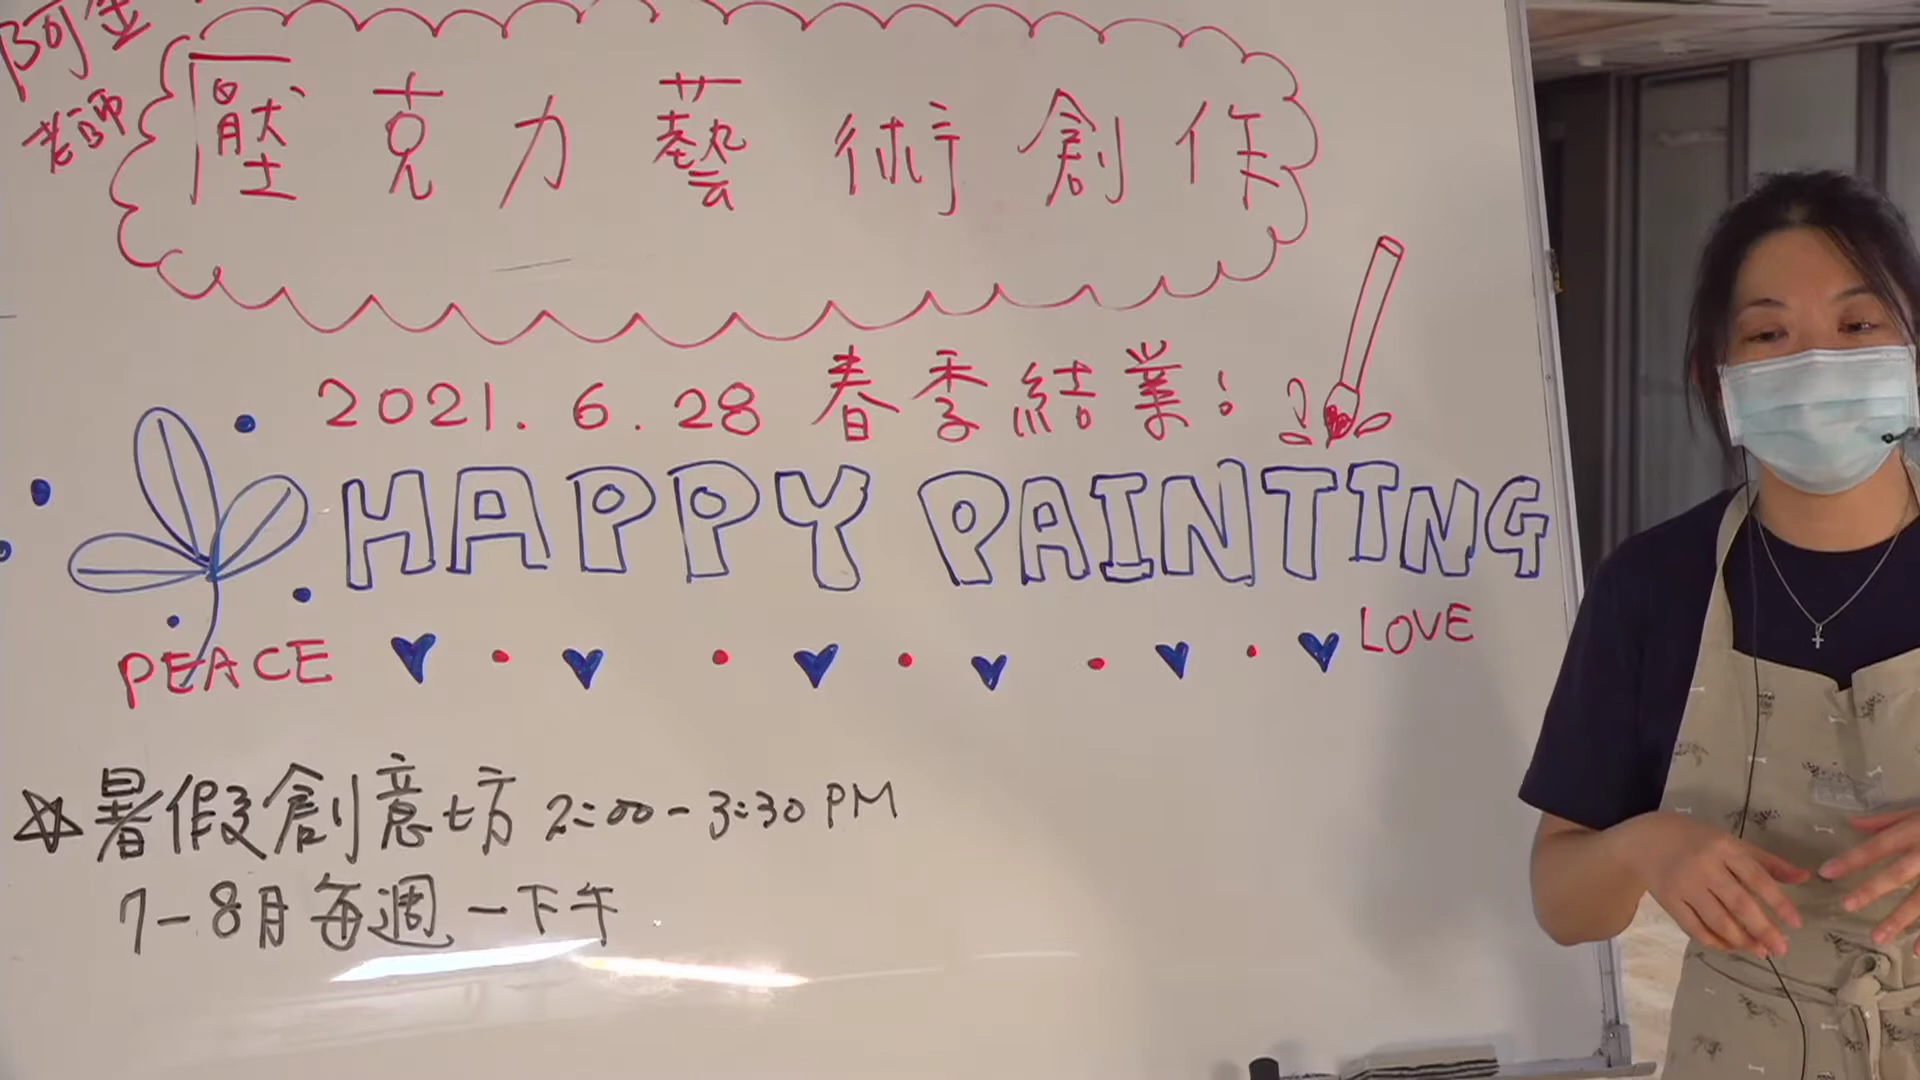 阿金
老師
壓克力藝術創作
2021.6.28 春季結業!
HAPPY PAINTING
PEACE
LOVE
☆暑假創意坊 2:00-3:30 PM
7-8月每週一下午